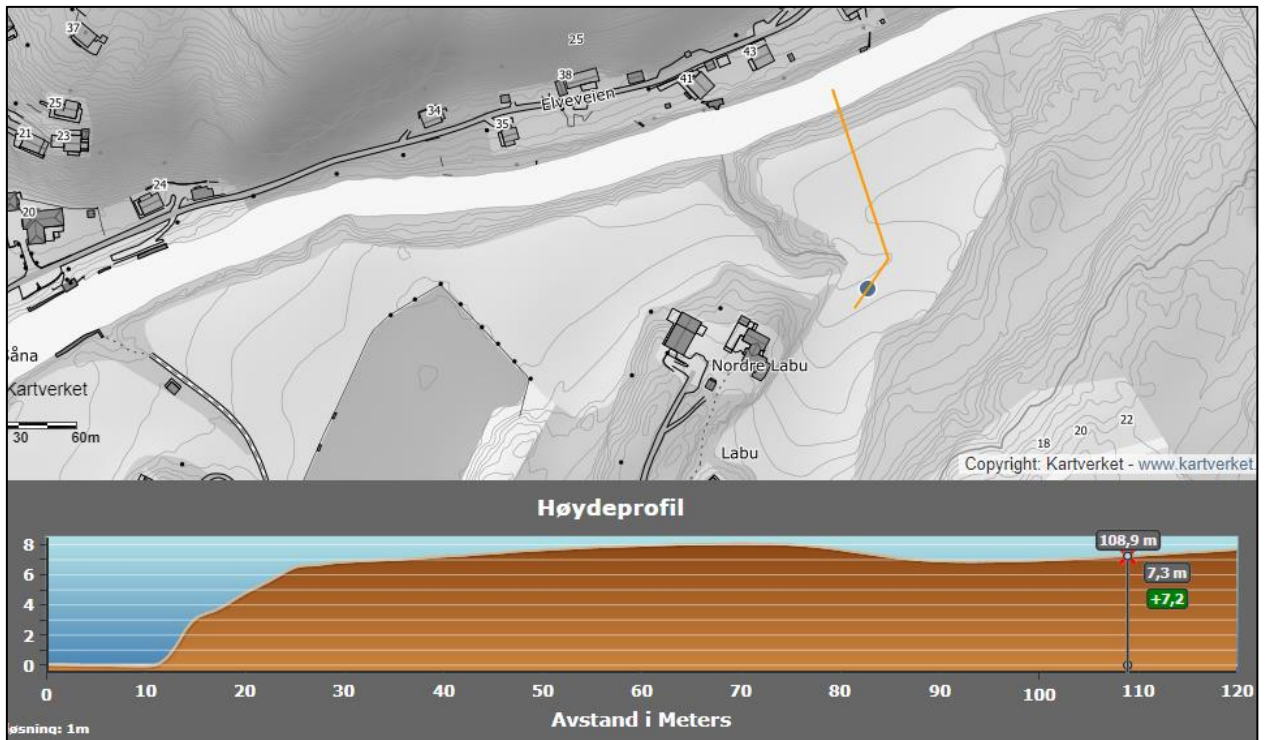 37
25
43
38
41
Elveveien
25
34
35
21
23
24
20
åna
Kartverket
30 60m
Nordre Labu
Labu
22
20
18
Copyright: Kartverket - www.kartverket.
Høydeprofil
8
6
4
2
0
108,9 m
7,3 m
+7,2
0 10 20 30 40 50 60 70 80 90 100 110 120
Avstand i Meters
øsning: 1m